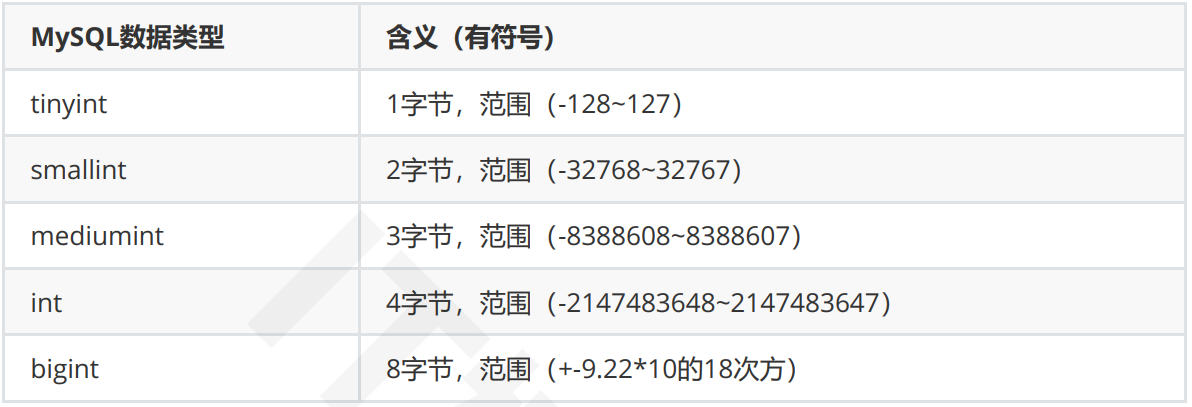 MySQL数据类型 含义（有符号）
tinyint 1字节，范围（-128~127）
smallint 2字节，范围（-32768~32767）
mediumint 3字节，范围（-8388608~8388607）
int 4字节，范围（-2147483648~2147483647）
bigint 8字节，范围（+-9.22*10的18次方）